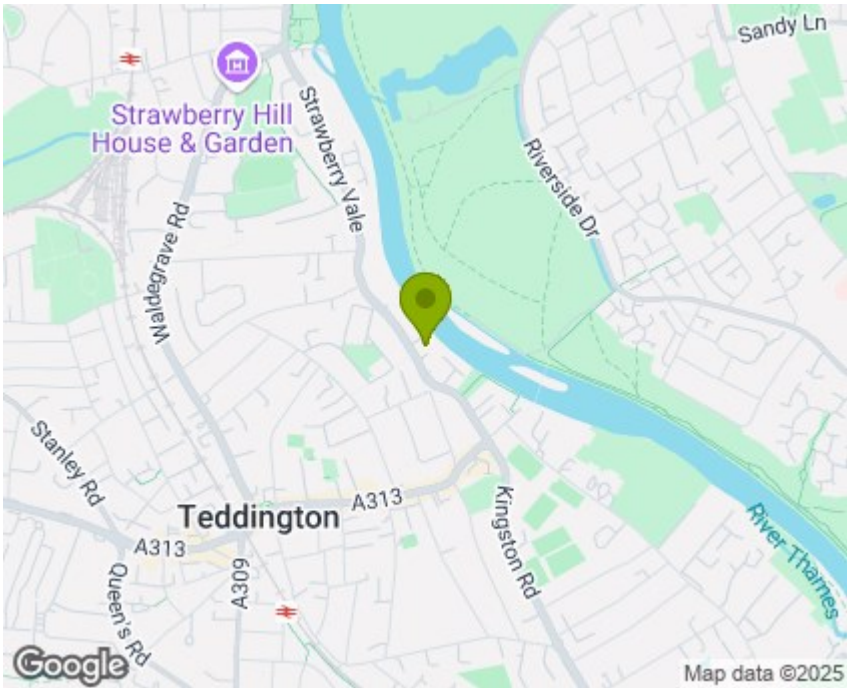 Sandy Ln
Strawberry Hill
House & Garden
Strawberry Vale
Riverside Dr
Waldegrave Rd
Stanley Rd
Teddington
A313
A313
A309
Queen's Rd
Kingston Rd
River Thames
Google
Map data ©2025